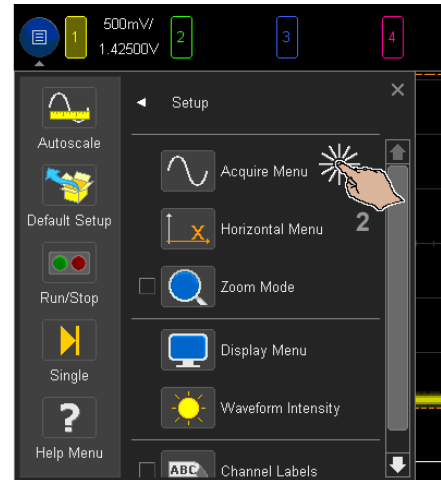 500mV/
1 1.42500V 2 3 4
Setup
Autoscale
Acquire Menu
2
Default Setup
X
Horizontal Menu
Zoom Mode
Run/Stop
Display Menu
Single
Waveform Intensity
?
Help Menu
ABC Channel Labels